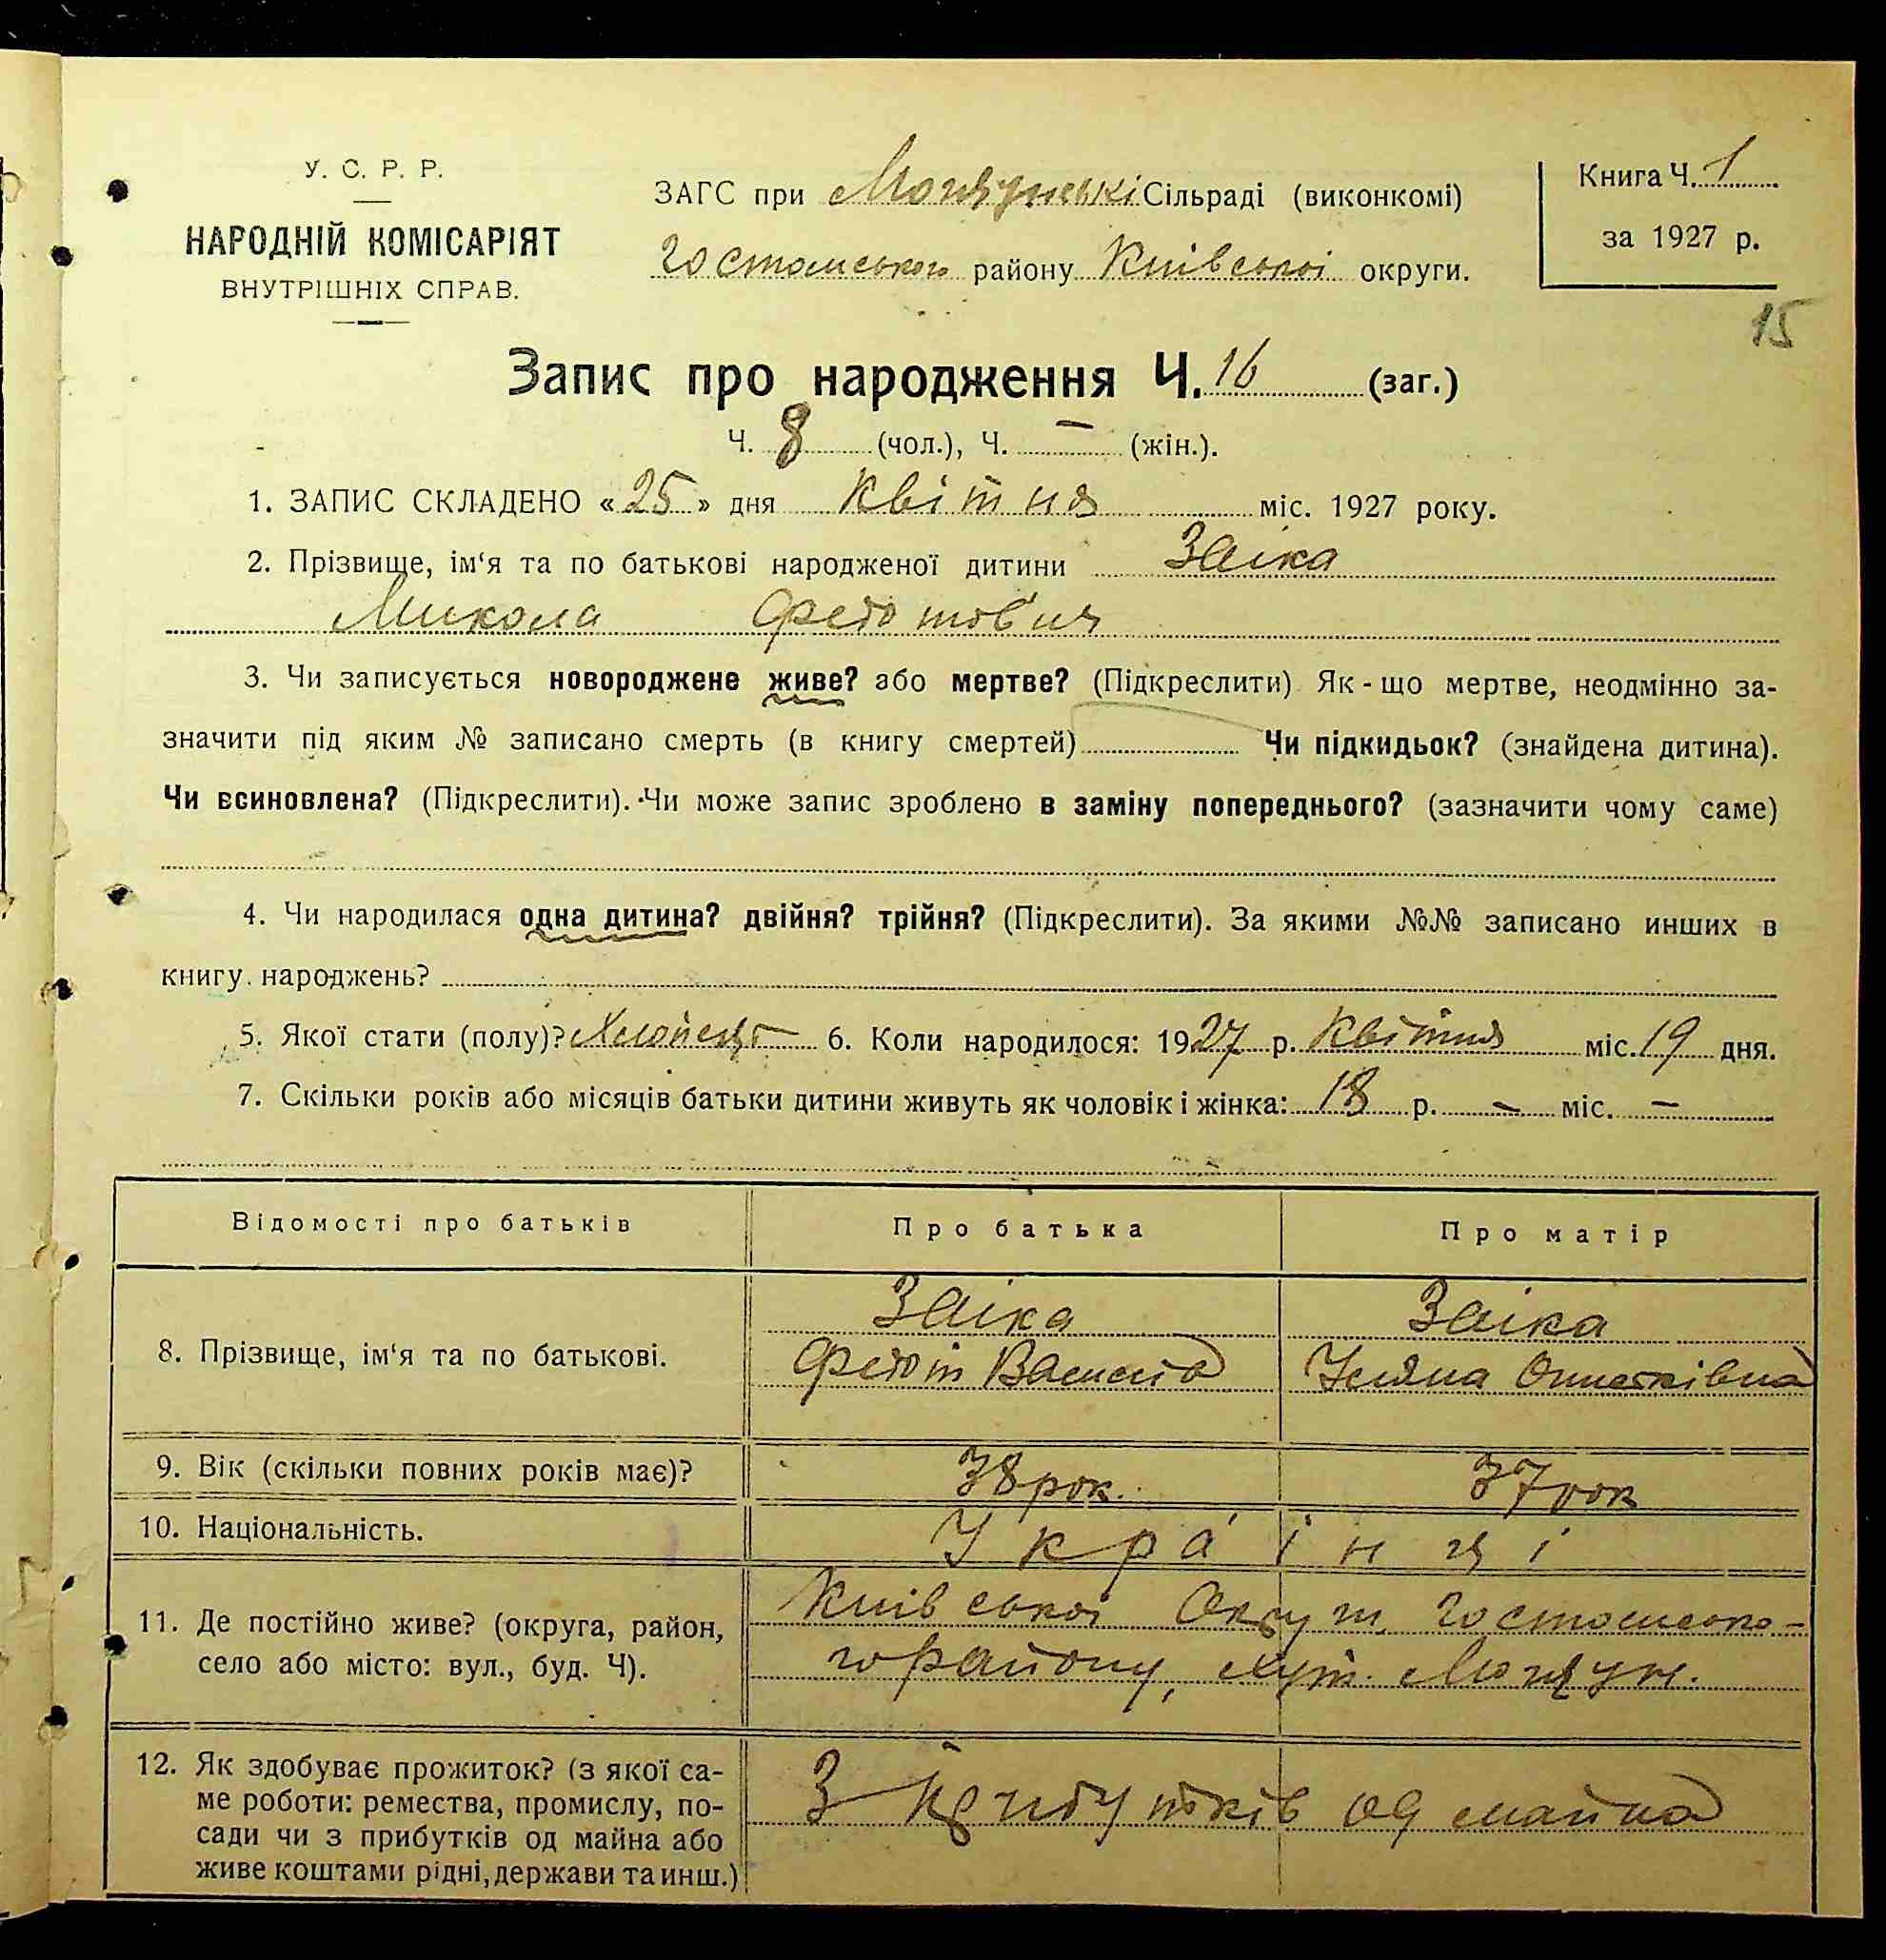 У. С. Р. Р.
НАРОДНІЙ КОМІСАРІЯТ
ВНУТРІШНІХ СПРАВ.
ЗАГС при Мощунські Сільраді (виконкомі)
Гостомського району Київської округи.
Книга Ч. 1
за 1927 р.
15
Запис про народження Ч. 16 (заг.)
Ч. 8 (чол.), Ч. — (жін.).
1. ЗАПИС СКЛАДЕНО «25» дня Квітня міс. 1927 року.
2. Прізвище, ім‘я та по батькові народженої дитини Заіка
Микола Федотов'ич
3. Чи записується новороджене живе? або мертве? (Підкреслити) Як-що мертве, неодмінно за-
значити під яким № записано смерть (в книгу смертей) Чи підкидьок? (знайдена дитина).
Чи всиновлена? (Підкреслити). Чи може запис зроблено в заміну попереднього? (зазначити чому саме)
4. Чи народилася одна дитина? двійня? трійня? (Підкреслити). За якими №№ записано инших в
книгу народжень?
5. Якої стати (полу)? Хлопець 6. Коли народилося: 1927 р. Квітня міс. 19 дня.
7. Скільки років або місяців батьки дитини живуть як чоловік і жінка: 18 р. — міс. —
Відомості про батьків Про батька Про матір
8. Прізвище, ім‘я та по батькові.
Заіка Заіка
Федот Уляна
9. Вік (скільки повних років має)? 38 рок. 37 рок
10. Національність. Українці
11. Де постійно живе? (округа, район,
село або місто: вул., буд. Ч).
Київської Округи, Гостомсько-
го району, хут. Мощун.
12. Як здобуває прожиток? (з якої са-
ме роботи: ремества, промислу, по-
сади чи з прибутків од майна або
живе коштами рідні, держави та инш.)
З прибутків од майна